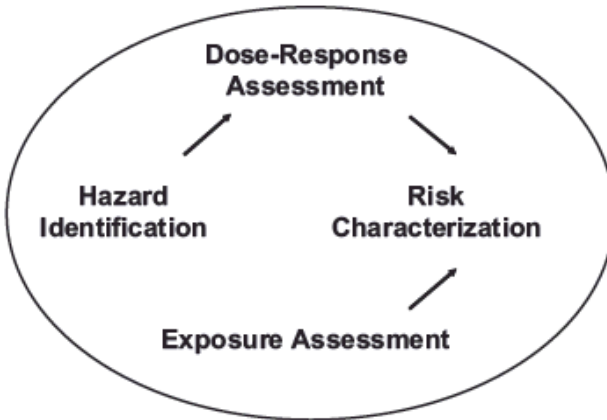 Dose-Response
Assessment
Hazard
Identification
Risk
Characterization
Exposure Assessment